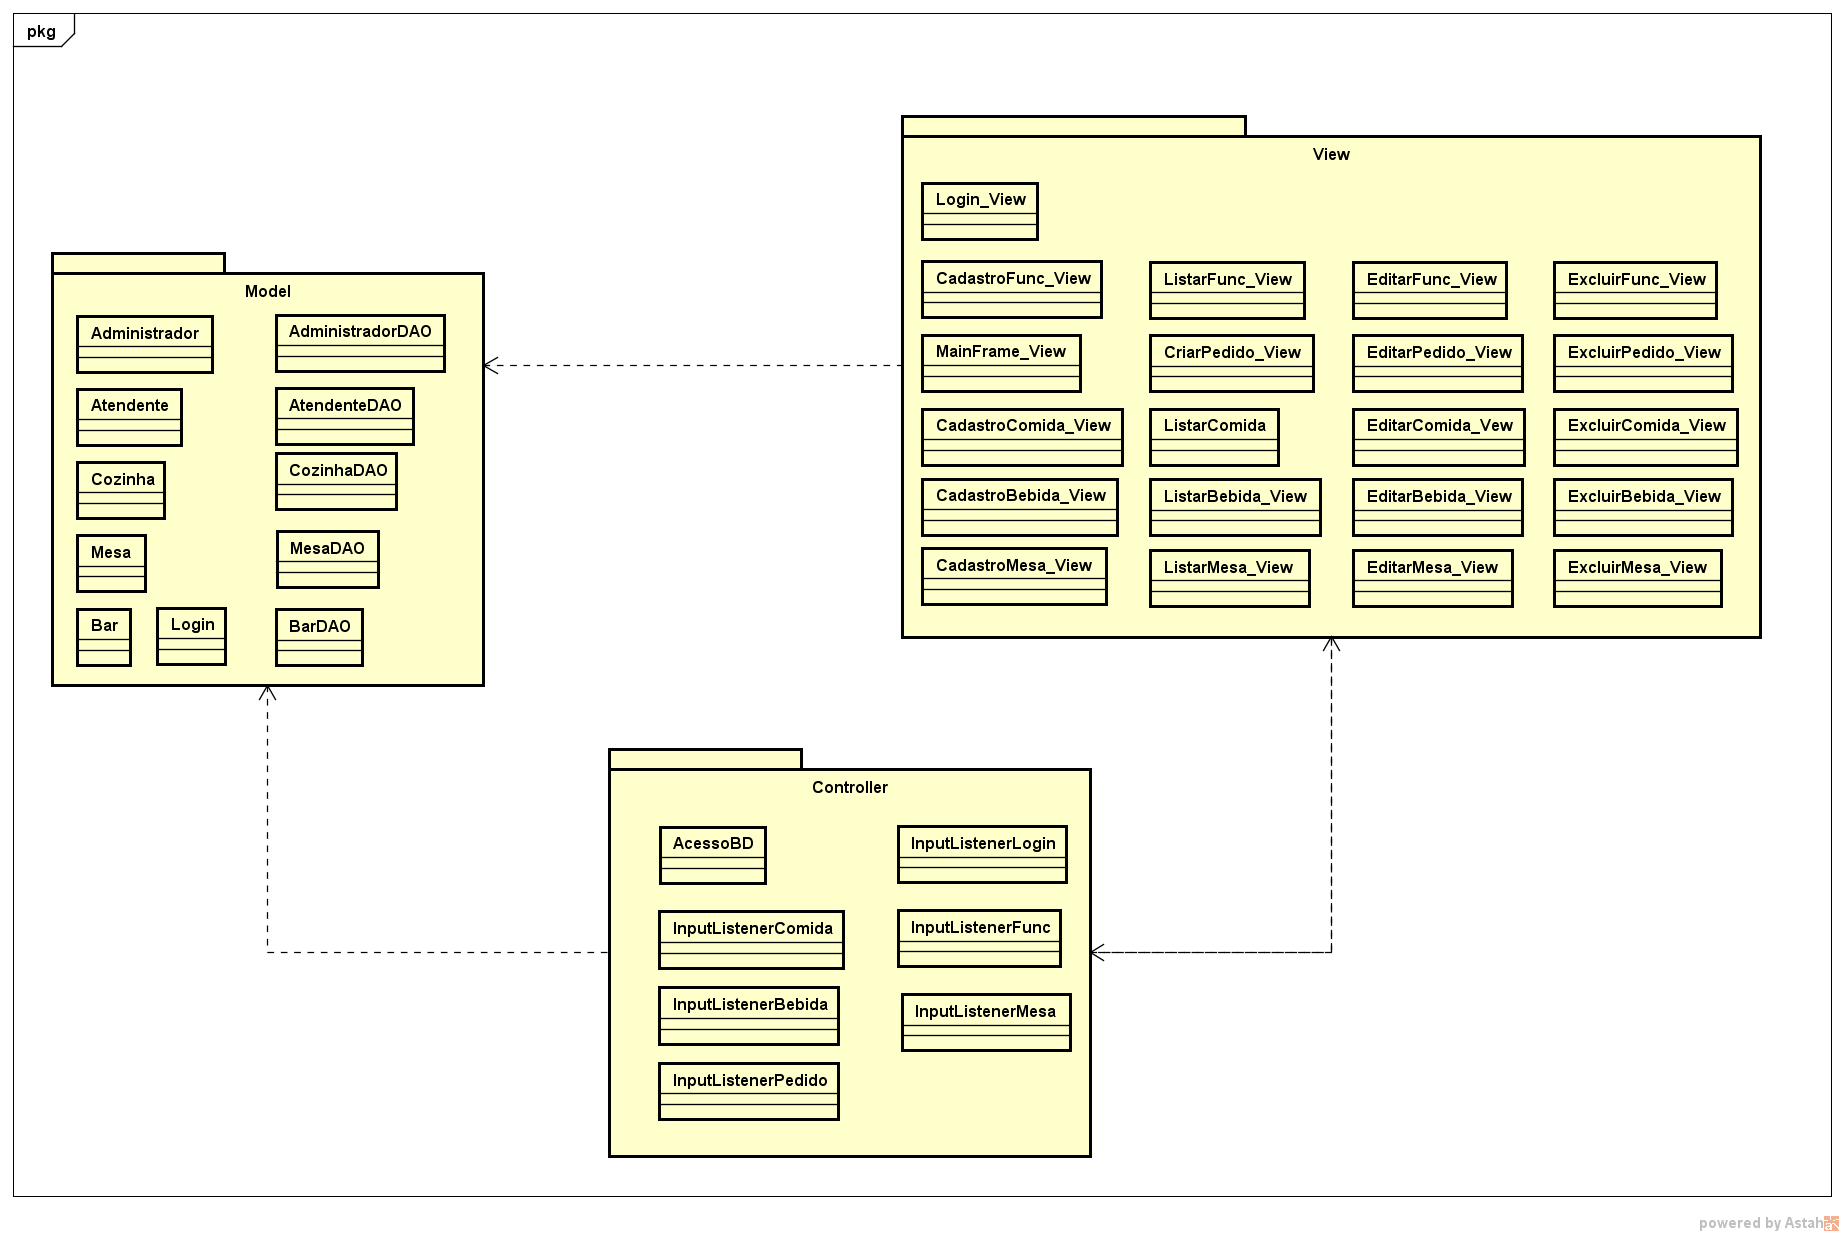 pkg
View
Login_View
CadastroFunc_View
ListarFunc_View
EditarFunc_View
ExcluirFunc_View
MainFrame_View
CriarPedido_View
EditarPedido_View
ExcluirPedido_View
CadastroComida_View
ListarComida
EditarComida_Vew
ExcluirComida_View
CadastroBebida_View
ListarBebida_View
EditarBebida_View
ExcluirBebida_View
CadastroMesa_View
ListarMesa_View
EditarMesa_View
ExcluirMesa_View
Model
Administrador
AdministradorDAO
Atendente
AtendenteDAO
Cozinha
CozinhaDAO
Mesa
MesaDAO
Bar
Login
BarDAO
Controller
AcessoBD
InputListenerLogin
InputListenerComida
InputListenerFunc
InputListenerBebida
InputListenerMesa
InputListenerPedido
powered by Astah